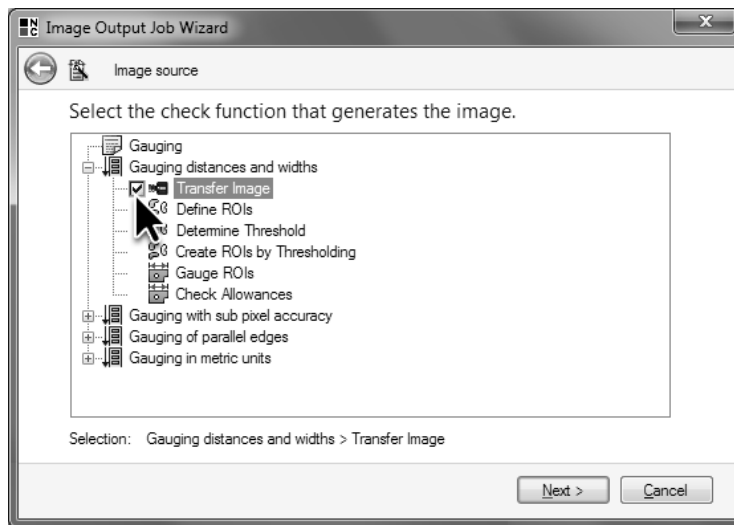 Image Output Job Wizard
Image source
Select the check function that generates the image.
Gauging
Gauging distances and widths
Transfer Image
Define ROIs
Determine Threshold
Create ROIs by Thresholding
Gauge ROIs
Check Allowances
Gauging with sub pixel accuracy
Gauging of parallel edges
Gauging in metric units
Selection: Gauging distances and widths > Transfer Image
Next > Cancel